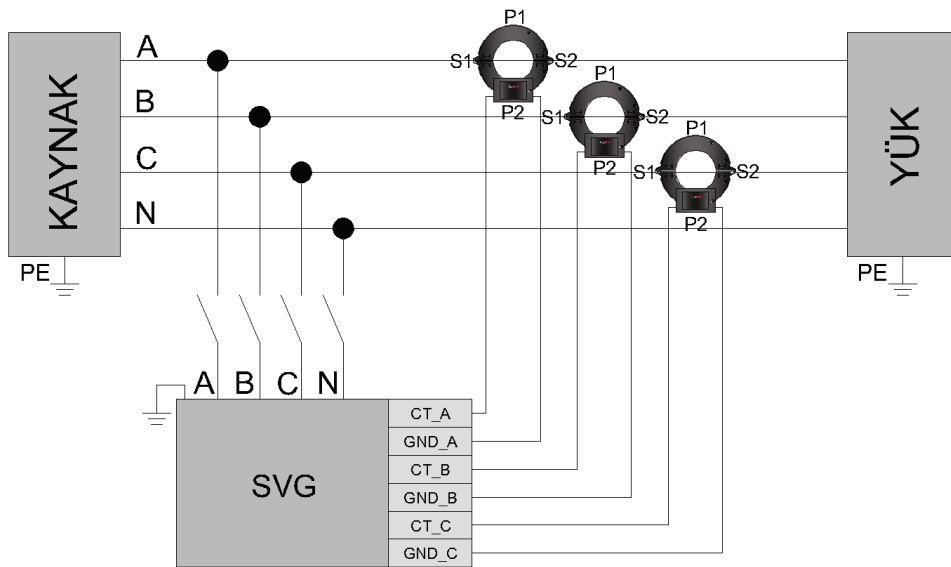 KAYNAK
A
B
C
N
PE
P1
S1
S2
P2
P1
S1
S2
P2
P1
S1
S2
P2
YÜK
PE
A B C N
SVG
CT_A
GND_A
CT_B
GND_B
CT_C
GND_C